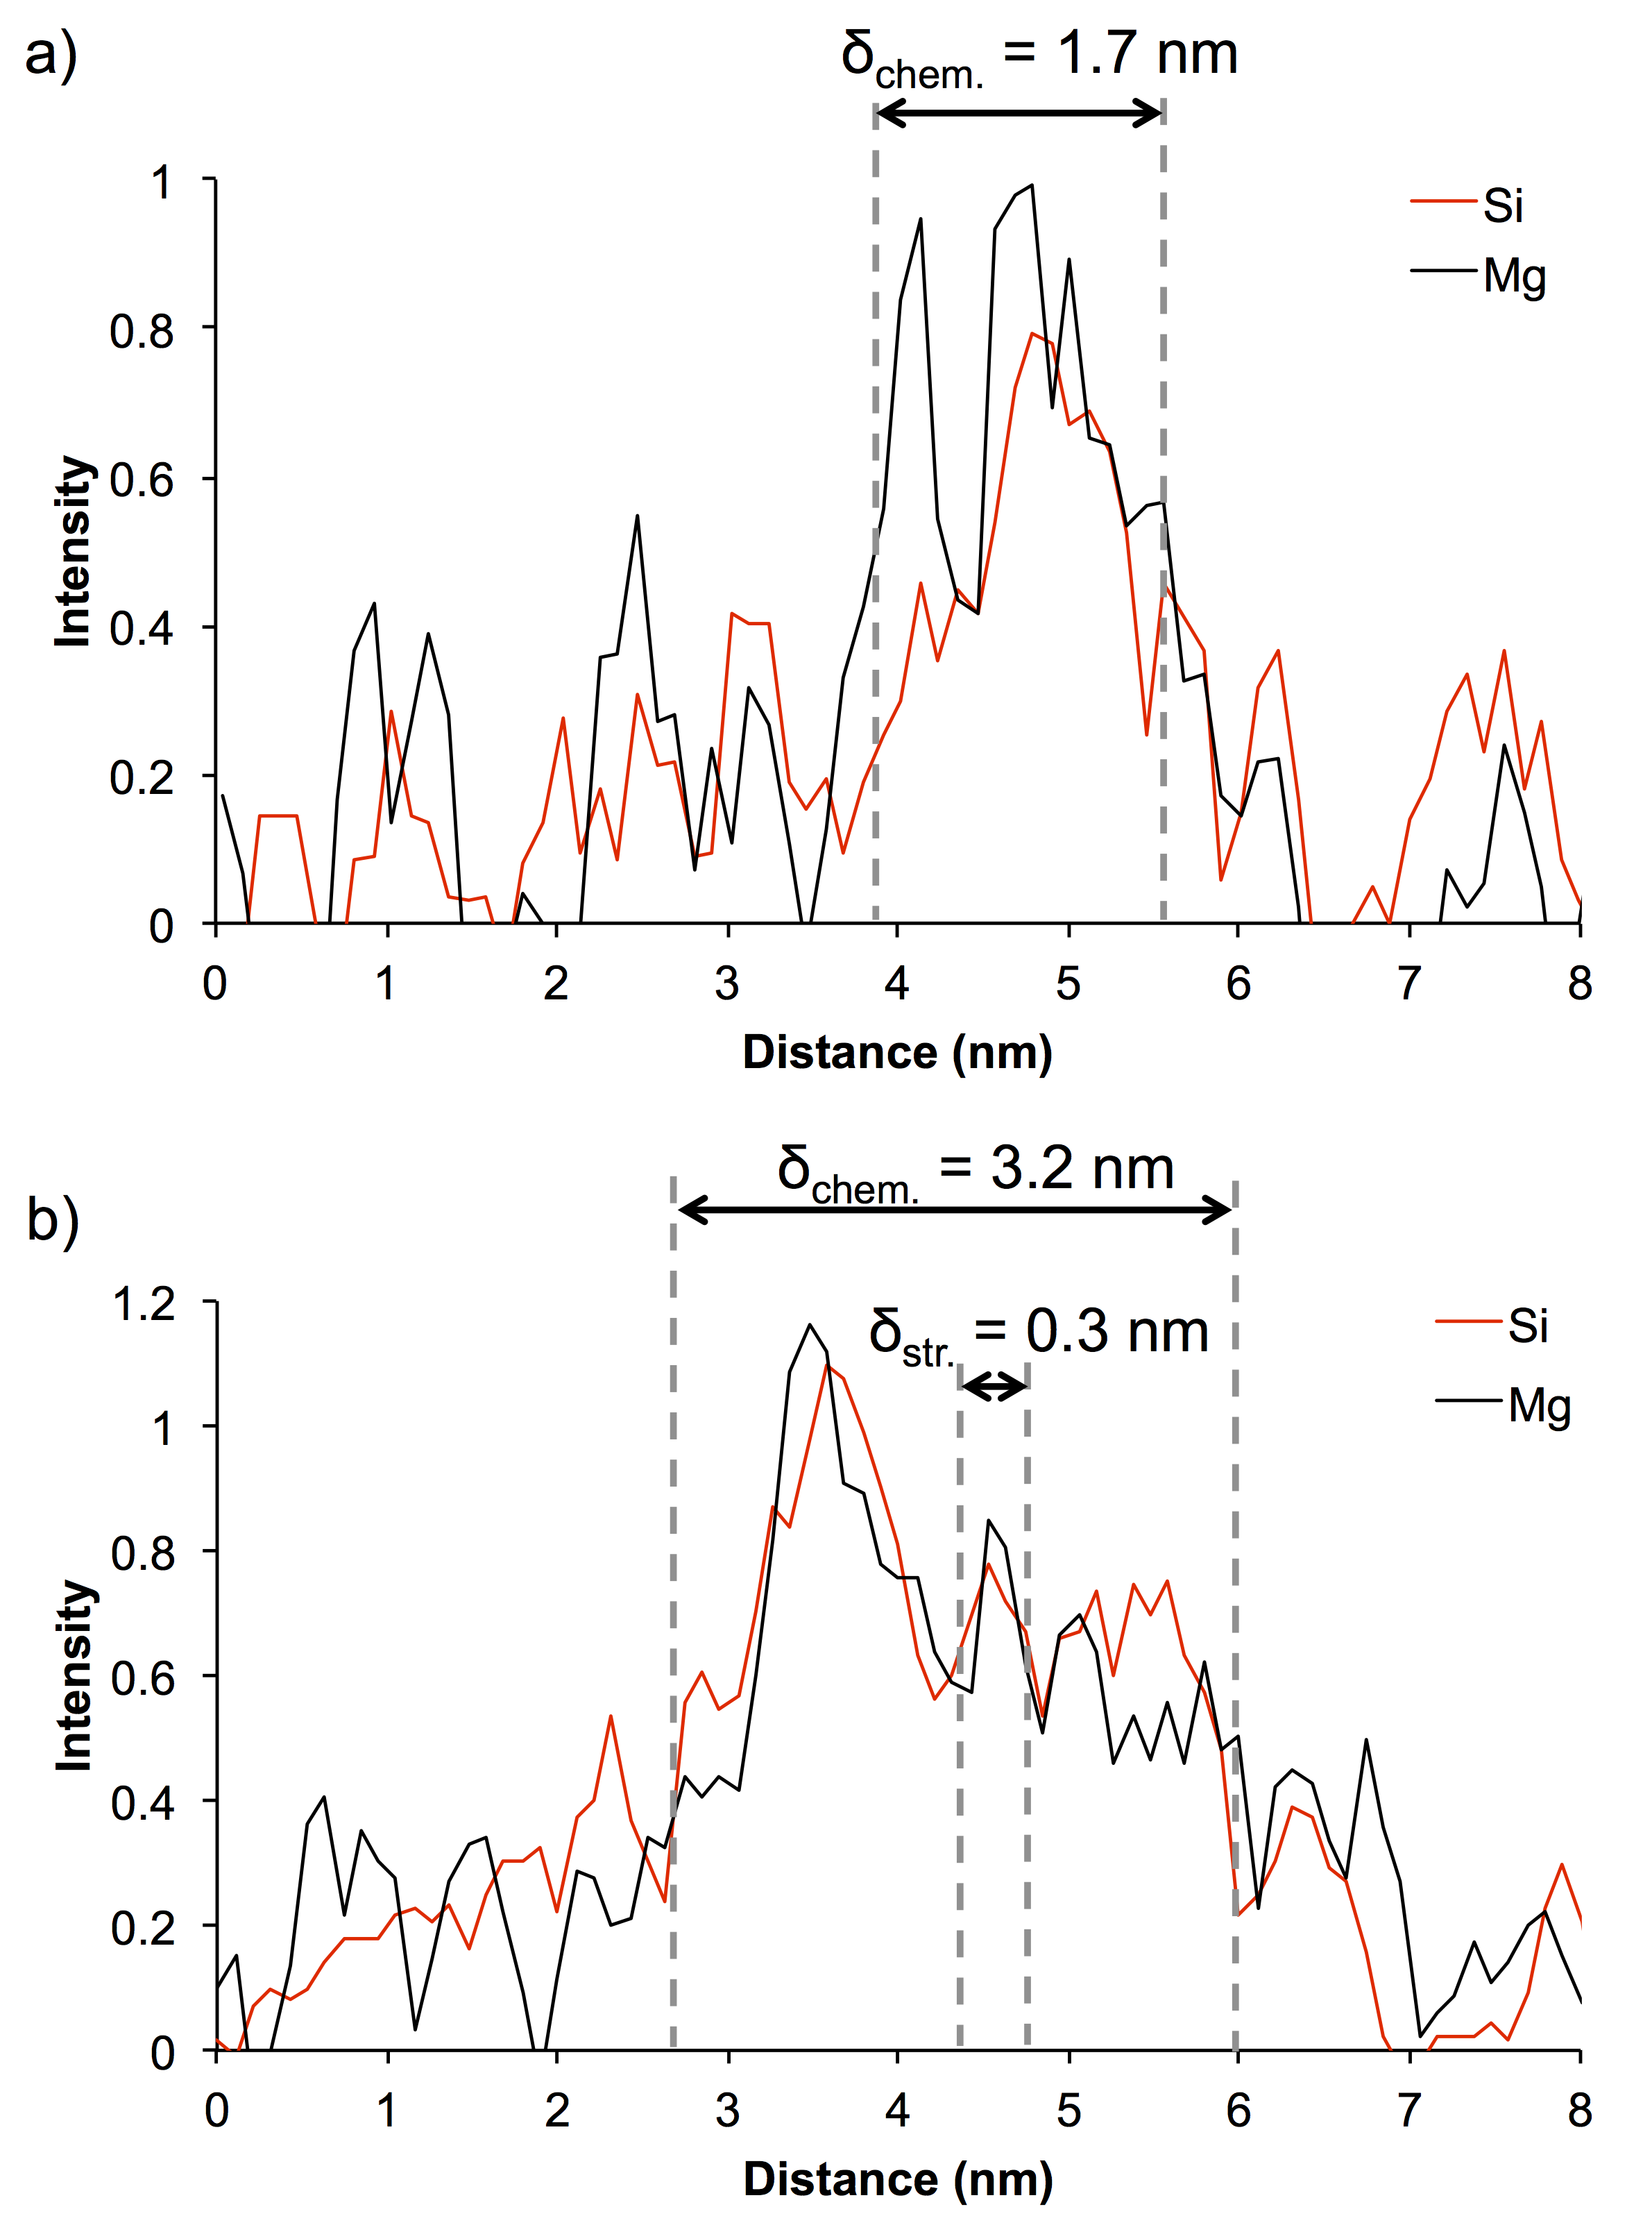 a)
δchem. = 1.7 nm
1
Si
Mg
0.8
0.6
Intensity
0.4
0.2
0
0 1 2 3 4 5 6 7 8
Distance (nm)
δchem. = 3.2 nm
b)
1.2
δstr. = 0.3 nm
Si
1
Mg
0.8
0.6
Intensity
0.4
0.2
0
0 1 2 3 4 5 6 7 8
Distance (nm)